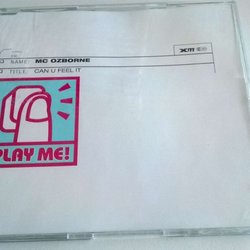 NAME MC OZBORNE
TITLE CAN U FEEL IT
PLAY ME!